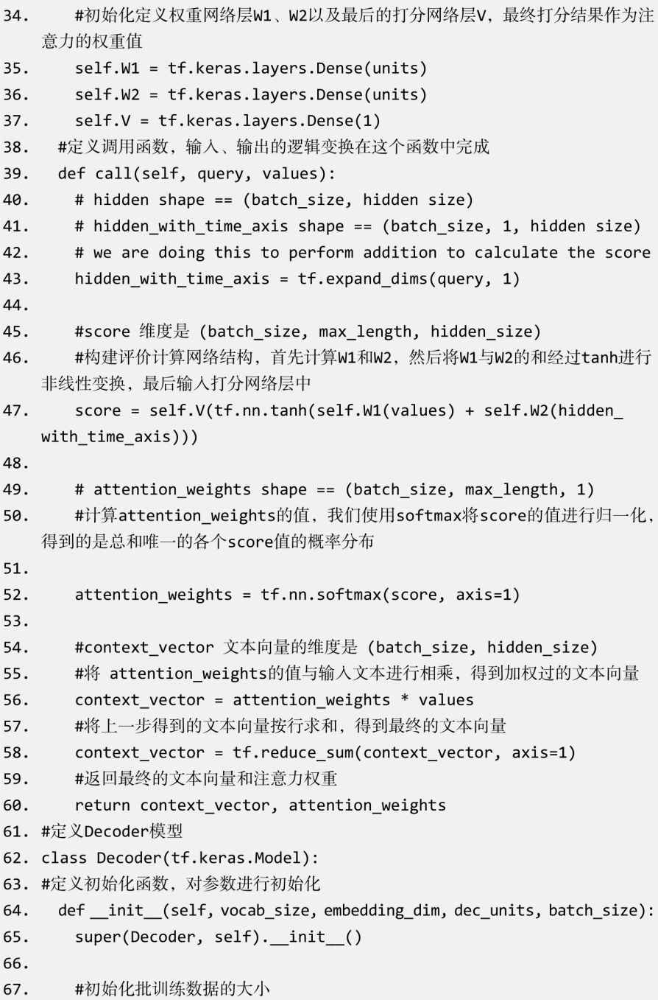 34.      #初始化定义权重网络层W1、W2以及最后的打分网络层V，最终打分结果作为注
意力的权重值
35.      self.W1 = tf.keras.layers.Dense(units)
36.      self.W2 = tf.keras.layers.Dense(units)
37.      self.V = tf.keras.layers.Dense(1)
38.    #定义调用函数，输入、输出的逻辑变换在这个函数中完成
39.    def call(self, query, values):
40.      # hidden shape == (batch_size, hidden size)
41.      # hidden_with_time_axis shape == (batch_size, 1, hidden size)
42.      # we are doing this to perform addition to calculate the score
43.      hidden_with_time_axis = tf.expand_dims(query, 1)
44.
45.      #score 维度是 (batch_size, max_length, hidden_size)
46.      #构建评价计算网络结构，首先计算W1和W2，然后将W1与W2的和经过tanh进行
非线性变换，最后输入打分网络层中
47.      score = self.V(tf.nn.tanh(self.W1(values) + self.W2(hidden_
with_time_axis)))
48.
49.      # attention_weights shape == (batch_size, max_length, 1)
50.      #计算attention_weights的值，我们使用softmax将score的值进行归一化，
得到的是总和唯一的各个score值的概率分布
51.
52.      attention_weights = tf.nn.softmax(score, axis=1)
53.
54.      #context_vector 文本向量的维度是 (batch_size, hidden_size)
55.      #将 attention_weights的值与输入文本进行相乘，得到加权过的文本向量
56.      context_vector = attention_weights * values
57.      #将上一步得到的文本向量按行求和，得到最终的文本向量
58.      context_vector = tf.reduce_sum(context_vector, axis=1)
59.      #返回最终的文本向量和注意力权重
60.      return context_vector, attention_weights
61. #定义Decoder模型
62. class Decoder(tf.keras.Model):
63. #定义初始化函数，对参数进行初始化
64.    def __init__(self, vocab_size, embedding_dim, dec_units, batch_size):
65.      super(Decoder, self).__init__()
66.
67.      #初始化批训练数据的大小